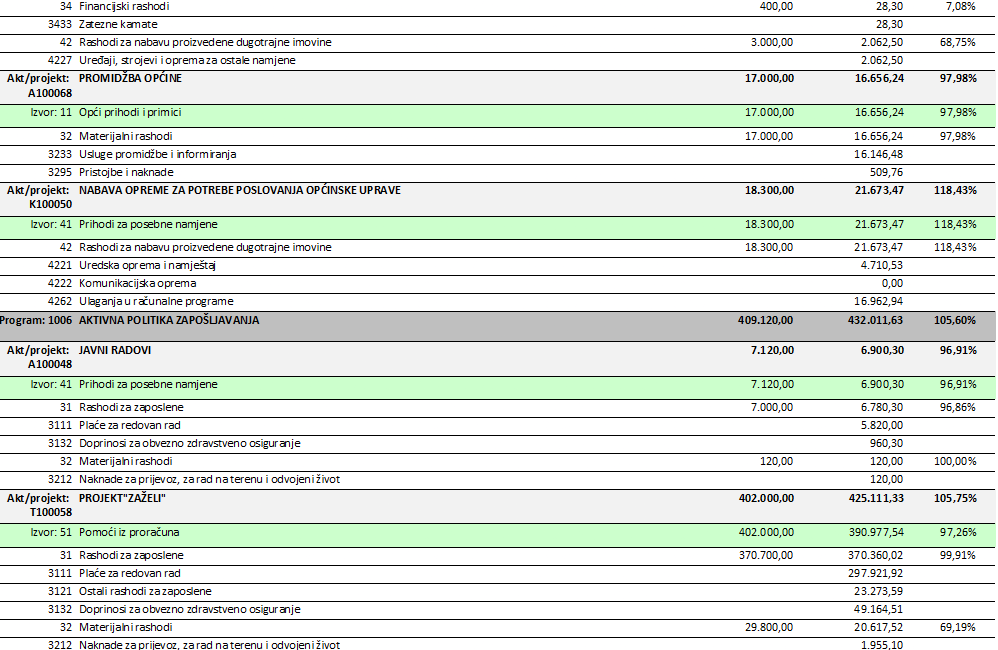 34 Financijski rashodi 400,00 28,30 7,08%
3433 Zatezne kamate 28,30
42 Rashodi za nabavu proizvedene dugotrajne imovine 3.000,00 2.062,50 68,75%
4227 Uređaji, strojevi i oprema za ostale namjene 2.062,50
Akt/projekt: PROMIDŽBA OPĆINE 17.000,00 16.656,24 97,98%
A100068
Izvor: 11 Opći prihodi i primici 17.000,00 16.656,24 97,98%
32 Materijalni rashodi 17.000,00 16.656,24 97,98%
3233 Usluge promidžbe i informiranja 16.146,48
3295 Pristojbe i naknade 509,76
Akt/projekt: NABAVA OPREME ZA POTREBE POSLOVANJA OPĆINSKE UPRAVE 18.300,00 21.673,47 118,43%
K100050
Izvor: 41 Prihodi za posebne namjene 18.300,00 21.673,47 118,43%
42 Rashodi za nabavu proizvedene dugotrajne imovine 18.300,00 21.673,47 118,43%
4221 Uredska oprema i namještaj 4.710,53
4222 Komunikacijska oprema 0,00
4262 Ulaganja u računalne programe 16.962,94
Program: 1006 AKTIVNA POLITIKA ZAPOŠLJAVANJA 409.120,00 432.011,63 105,60%
Akt/projekt: JAVNI RADOVI 7.120,00 6.900,30 96,91%
A100048
Izvor: 41 Prihodi za posebne namjene 7.120,00 6.900,30 96,91%
31 Rashodi za zaposlene 7.000,00 6.780,30 96,86%
3111 Plaće za redovan rad 5.820,00
3132 Doprinosi za obvezno zdravstveno osiguranje 960,30
32 Materijalni rashodi 120,00 120,00 100,00%
3212 Naknade za prijevoz, za rad na terenu i odvojeni život 120,00
Akt/projekt: PROJEKT"ZAŽELI" 402.000,00 425.111,33 105,75%
T100058
Izvor: 51 Pomoći iz proračuna 402.000,00 390.977,54 97,26%
31 Rashodi za zaposlene 370.700,00 370.360,02 99,91%
3111 Plaće za redovan rad 297.921,92
3121 Ostali rashodi za zaposlene 23.273,59
3132 Doprinosi za obvezno zdravstveno osiguranje 49.164,51
32 Materijalni rashodi 29.800,00 20.617,52 69,19%
3212 Naknade za prijevoz, za rad na terenu i odvojeni život 1.955,10